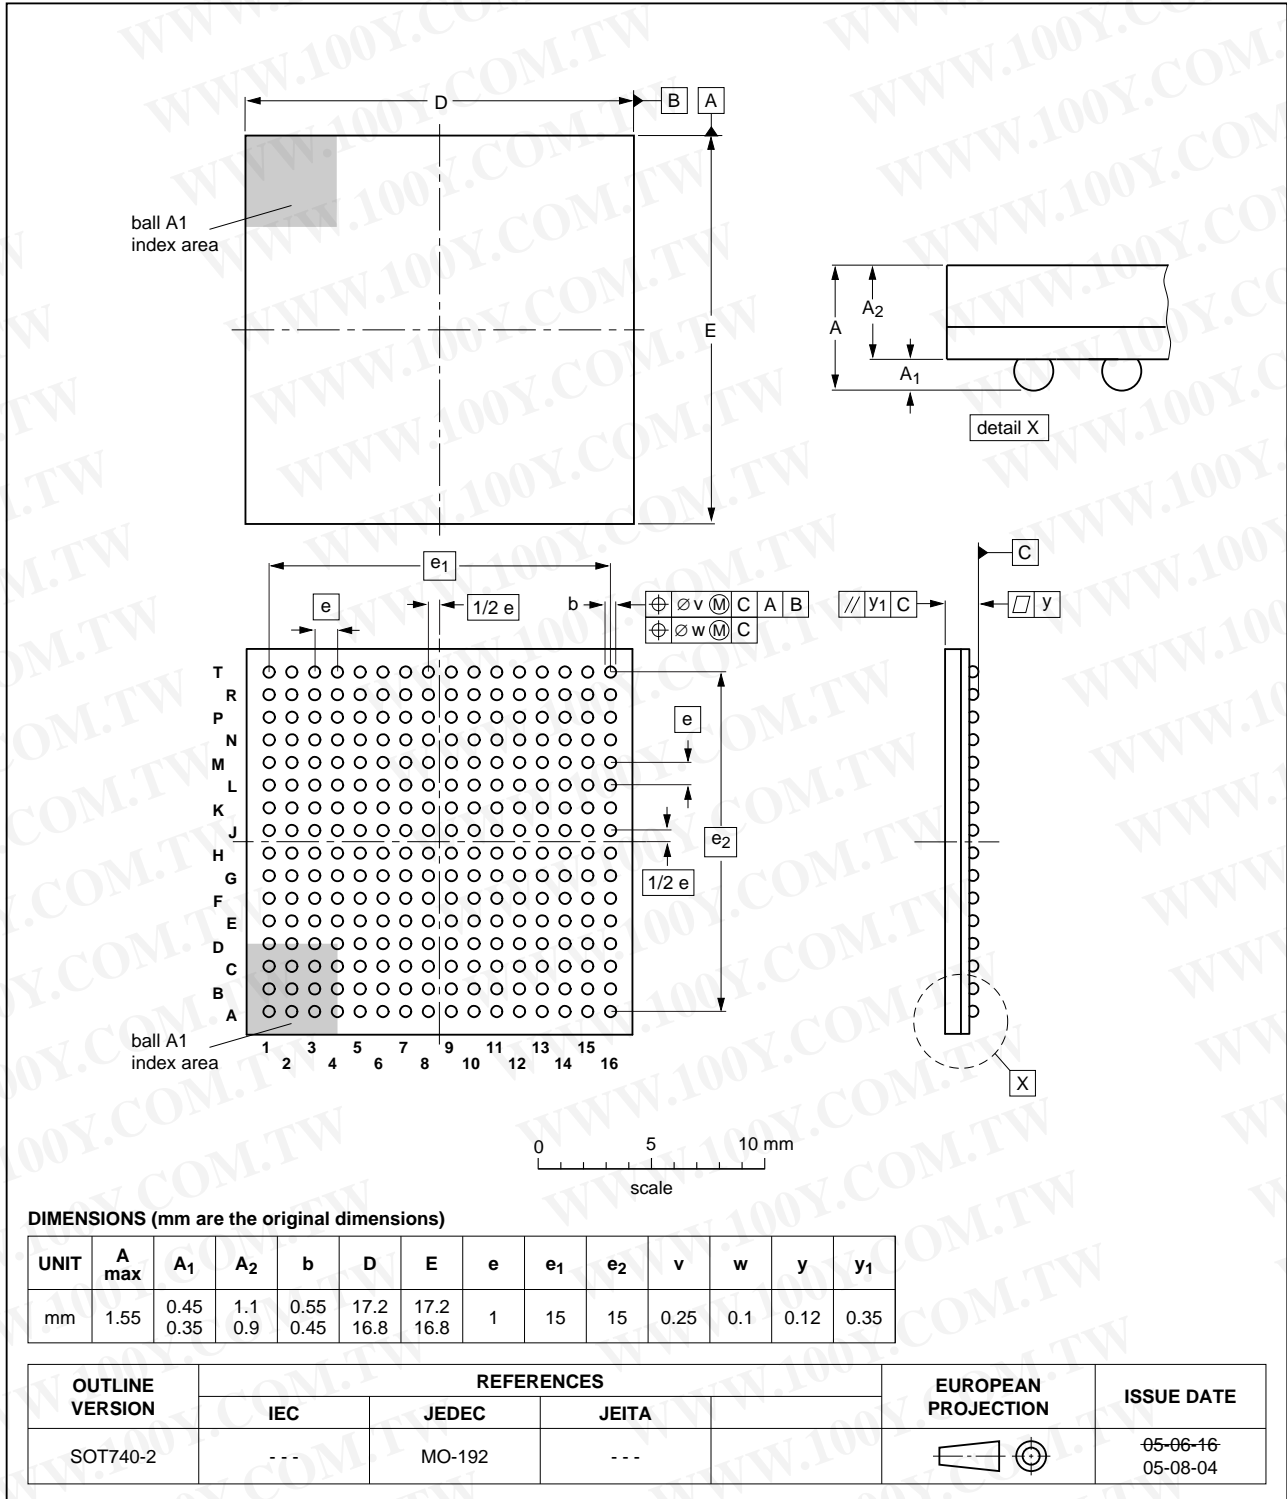 D
B
A
ball A1
index area
E
A
A2
A1
detail X
e1
e
1/2 e
b
⌖ ∅ v Ⓜ C A B
⌖ ∅ w Ⓜ C
// y1 C
C
▱ y
T
R
P
N
M
L
K
J
H
G
F
E
D
C
B
A
e
e2
1/2 e
ball A1
index area
1 3 5 7 9 11 13 15
2 4 6 8 10 12 14 16
X
0 5 10 mm
scale
DIMENSIONS (mm are the original dimensions)
UNIT A max A1 A2 b D E e e1 e2 v w y y1
mm 1.55 0.45 0.35 1.1 0.9 0.55 0.45 17.2 16.8 17.2 16.8 1 15 15 0.25 0.1 0.12 0.35
OUTLINE VERSION REFERENCES EUROPEAN PROJECTION ISSUE DATE
IEC JEDEC JEITA
SOT740-2 - - - MO-192 - - - 05-06-16
05-08-04
WWW.100Y.COM.TW